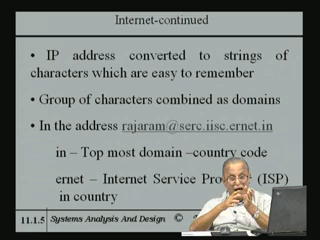 Internet-continued
• IP address converted to strings of
characters which are easy to remember
• Group of characters combined as domains
• In the address rajaram@serc.iisc.ernet.in
in – Top most domain –country code
ernet – Internet Service (ISP)
in country
11.1.5 Systems Analysis And Design ©